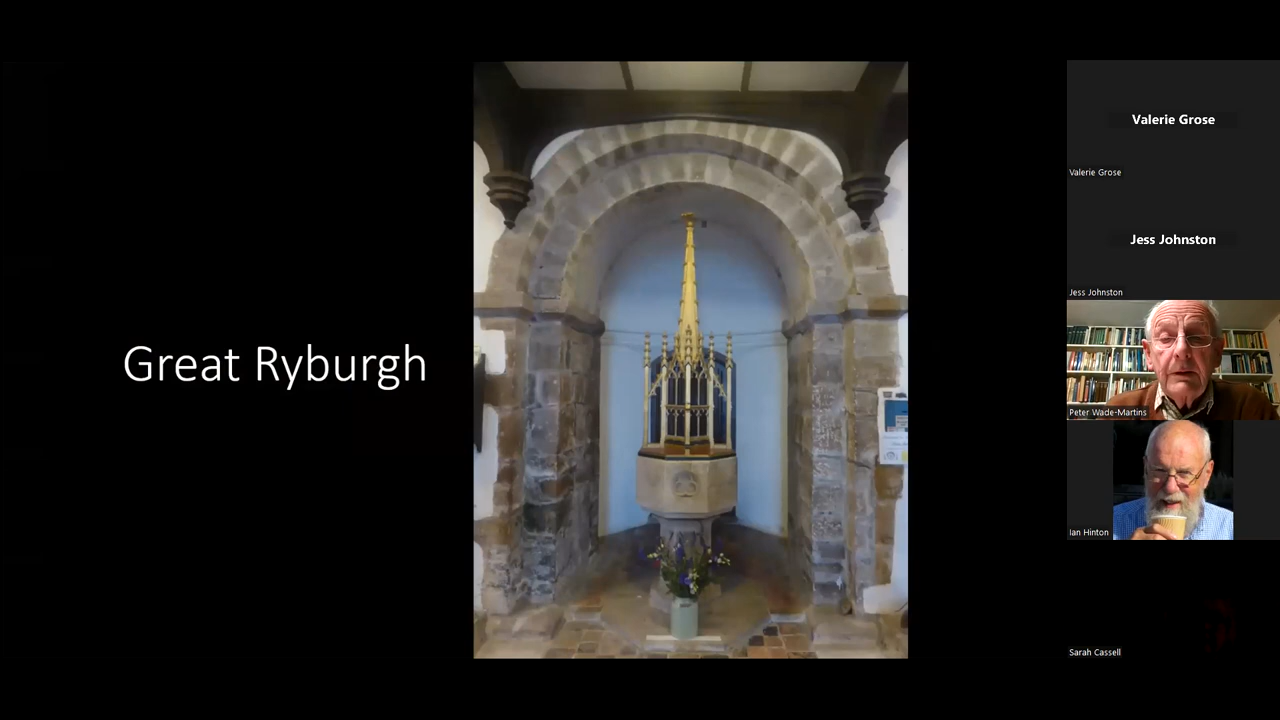 Great Ryburgh
Valerie Grose
Valerie Grose
Jess Johnston
Jess Johnston
Peter Wade-Martins
Ian Hinton
Sarah Cassell